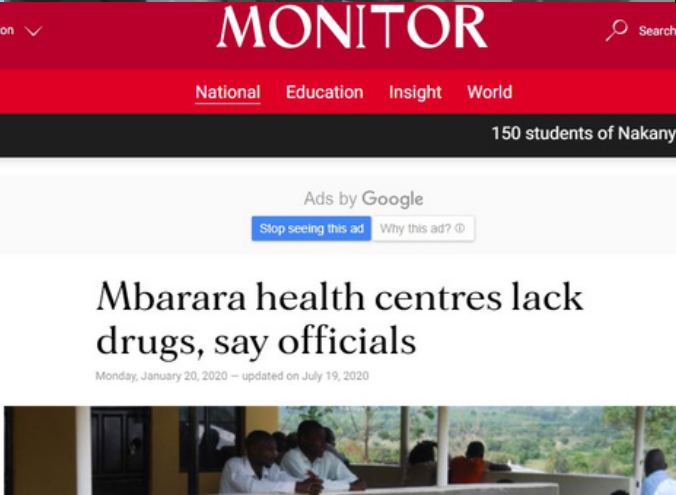 on
MONITOR
Search
National Education Insight World
150 students of Nakany
Ads by Google
Stop seeing this ad Why this ad?
Mbarara health centres lack
drugs, say officials
Monday, January 20, 2020 — updated on July 19, 2020